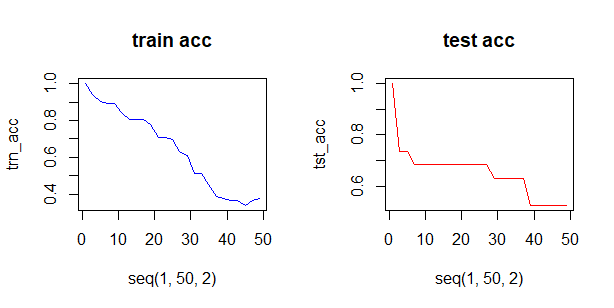 train acc
trn_acc
0.4 0.6 0.8 1.0
0 10 20 30 40 50
seq(1, 50, 2)
test acc
tst_acc
0.6 0.8 1.0
0 10 20 30 40 50
seq(1, 50, 2)